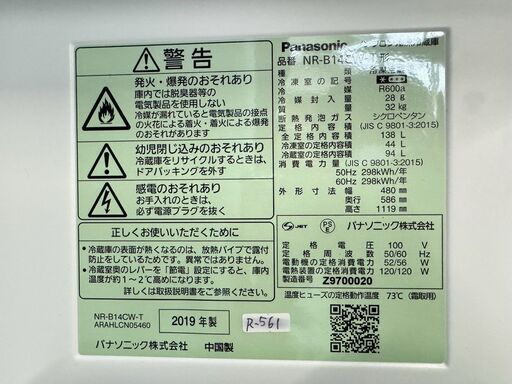 警告
発火・爆発のおそれあり
庫内では脱臭器等の
電気製品を使用しない
冷媒が漏れていると電気製品の接点
の火花による着火・爆発のおそれあり
幼児閉じ込みのおそれあり
冷蔵庫をリサイクルするときは、
ドアパッキングを外す
感電のおそれあり
お手入れのときは、
必ず電源プラグを抜く
正しくお使いいただくために
・冷蔵庫の表面が熱くなるのは、放熱パイプで露付
防止をしているためです。異常ではありません。
・冷蔵室奥のレバーを「節電」設定にすると、庫内
温度が約1~2℃高めになります。
詳しくは取扱説明書をご覧ください。
NR-B14CW-T
ARAHLCN05460
2019年製
R-561
パナソニック株式会社 中国製
Panasonic
品番 NR-B14C 形
種類
冷凍室の記号
冷媒 R600a
冷媒封入量 28 g
質量 32 kg
断熱発泡ガス シクロペンタン
定格内容積 (JIS C 9801-3:2015)
全定格内容積 138 L
冷凍室の定格内容積 44 L
冷蔵室の定格内容積 94 L
消費電力量 (JIS C 9801-3:2015)
50Hz 298kWh/年
60Hz 298kWh/年
外形寸法 幅 480 mm
奥行 586 mm
高さ 1119 mm
JET
PS
E
パナソニック株式会社
定格電圧 100 V
定格周波数 50/60 Hz
電動機の定格消費電力 52/56 W
電熱装置の定格消費電力 120/120 W
製造番号 Z9700020
温度ヒューズの定格動作温度 73℃ (霜取用)